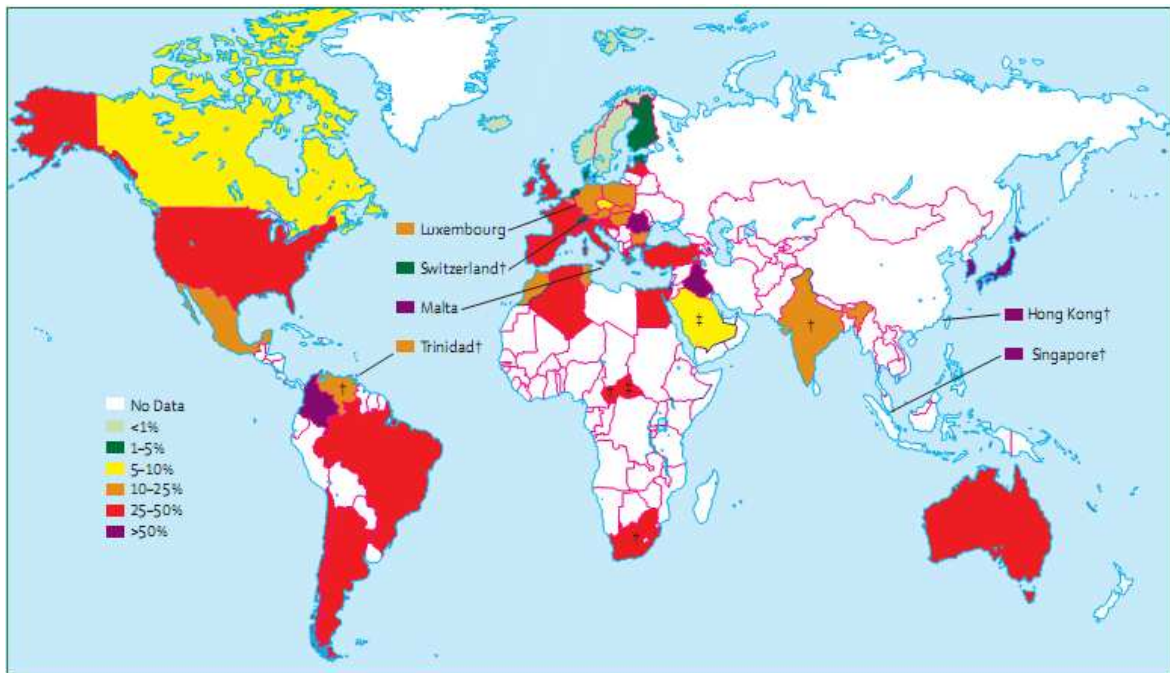 Luxembourg
Switzerland†
Malta
Trinidad†
Hong Kong†
Singapore†
No Data
<1%
1–5%
5–10%
10–25%
25–50%
>50%
†
‡
†
†
‡
†